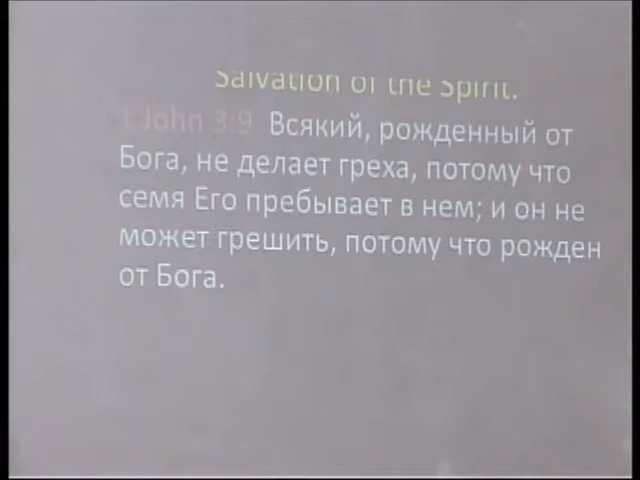 Salvation of the Spirit.
1 John 3:9 Всякий, рожденный от
Бога, не делает греха, потому что
семя Его пребывает в нем; и он не
может грешить, потому что рожден
от Бога.